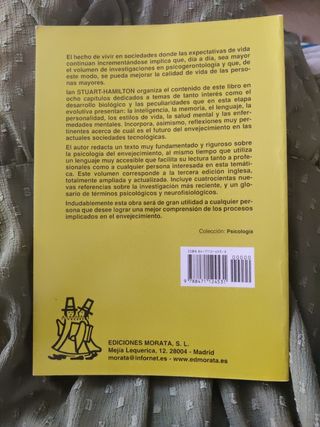 El hecho de vivir en sociedades donde las expectativas de vida
continúan incrementándose implica que, día a día, sea mayor
el volumen de investigaciones en psicogerontología y que, de
este modo, se pueda mejorar la calidad de vida de las perso-
nas mayores.
Ian STUART-HAMILTON organiza el contenido de este libro en
ocho capítulos dedicados a temas de tanto interés como el
desarrollo biológico y las peculiaridades que en esta etapa
evolutiva presentan: la inteligencia, la memoria, el lenguaje, la
personalidad, los estilos de vida, la salud mental y las enfer-
medades mentales. Incorpora, asimismo, reflexiones muy per-
tinentes acerca de cuál es el futuro del envejecimiento en las
actuales sociedades tecnológicas.
El autor redacta un texto muy fundamentado y riguroso sobre
la psicología del envejecimiento, al mismo tiempo que utiliza
un lenguaje muy accesible que facilita su lectura tanto a profe-
sionales como a cualquier persona interesada en esta temáti-
ca. Este volumen corresponde a la tercera edición inglesa,
totalmente ampliada y actualizada. Incluye cuatrocientas nue-
vas referencias sobre la investigación más reciente, y un glo-
sario de términos psicológicos y neurofisiológicos.
Indudablemente esta obra será de gran utilidad a cualquier per-
sona que desee lograr una mejor comprensión de los procesos
implicados en el envejecimiento.
Colección: Psicología
00000
9 788471 124531
EDICIONES MORATA, S. L.
Mejía Lequerica, 12. 28004 - Madrid
morata@infornet.es - www.edmorata.es